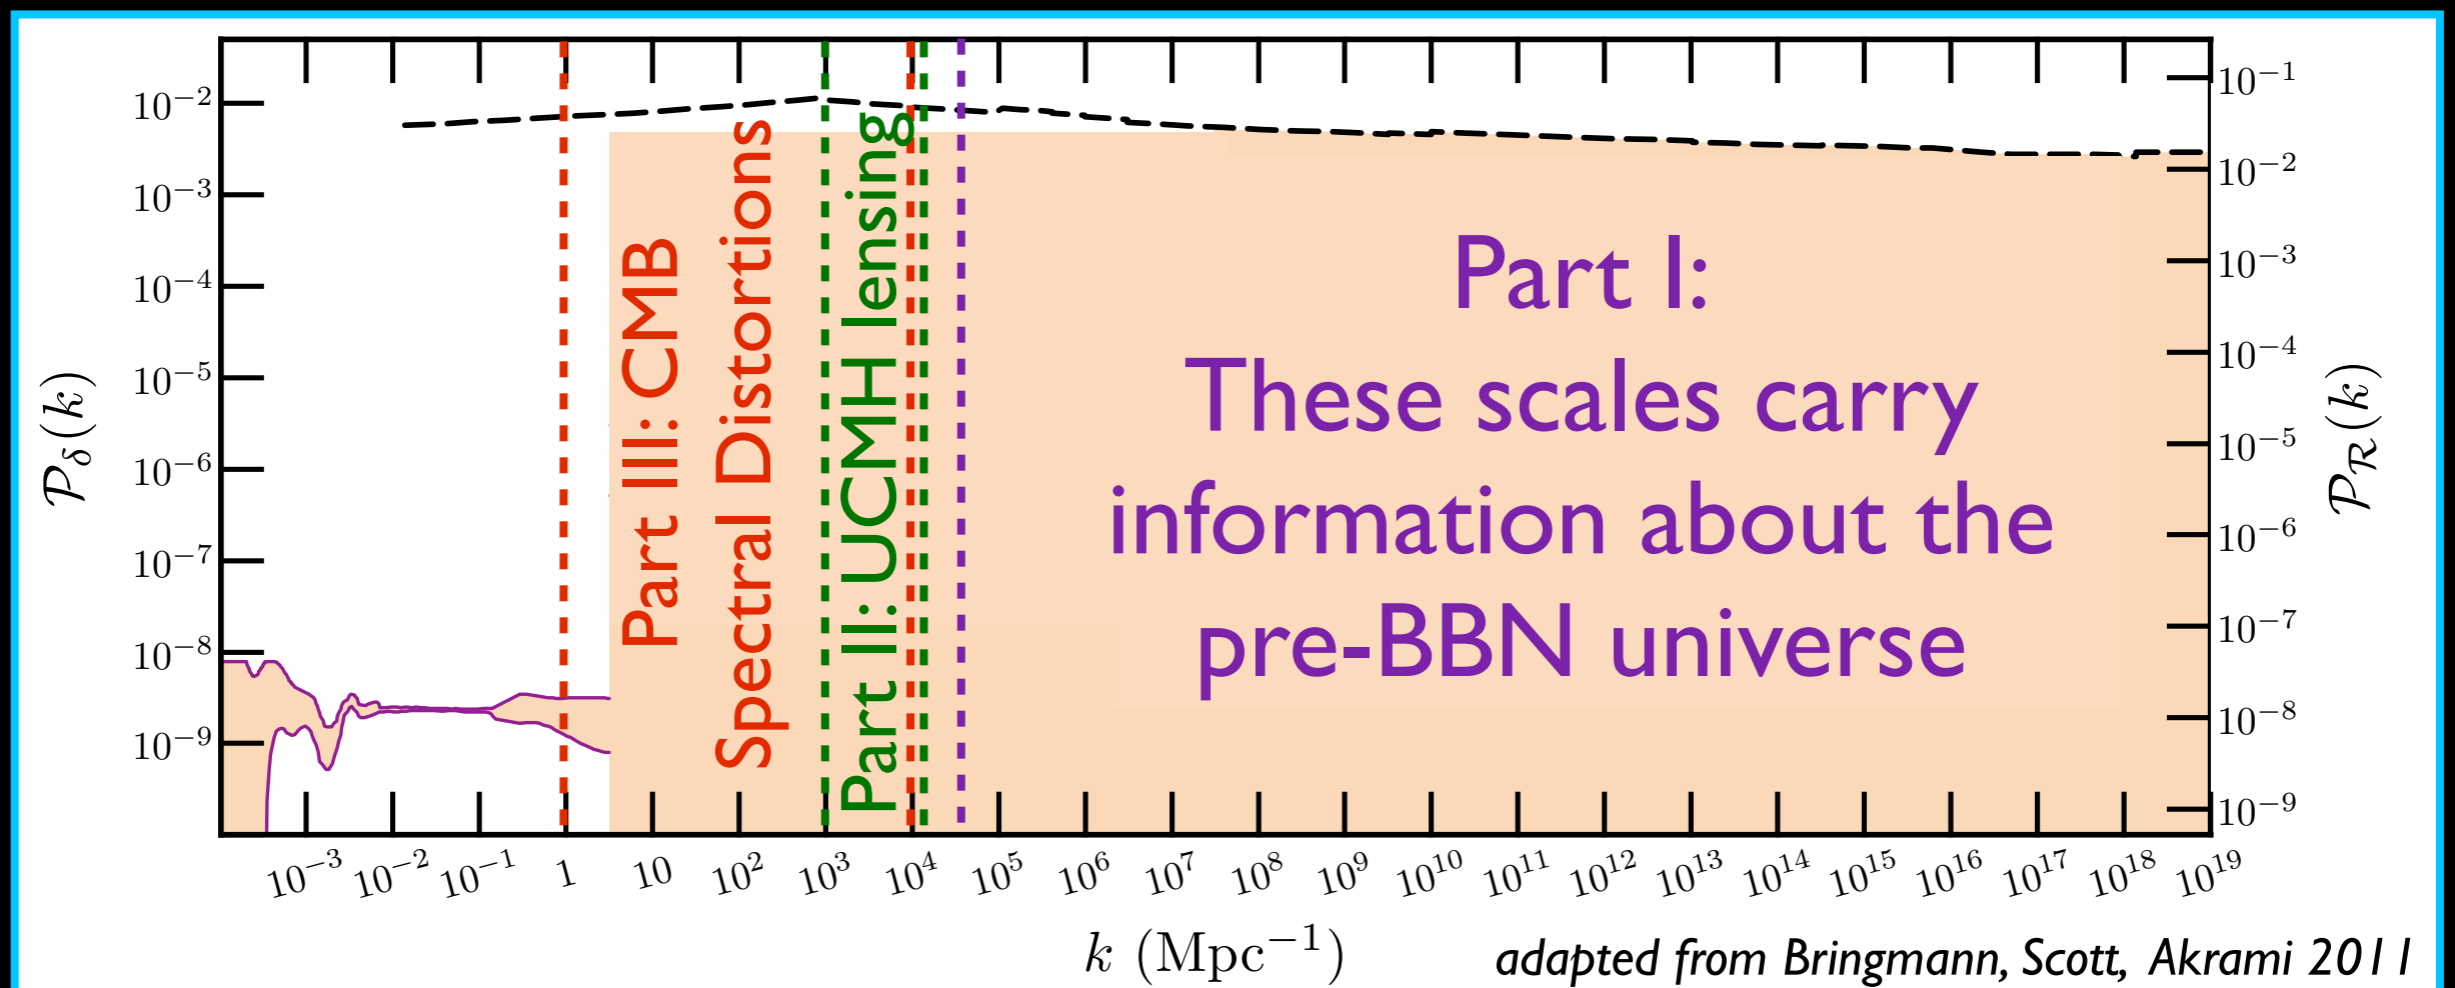 10⁻²
10⁻³
10⁻⁴
10⁻⁵
10⁻⁶
10⁻⁷
10⁻⁸
10⁻⁹
𝒫_δ(k)
Part III: CMB
Spectral Distortions
Part II: UCMH lensing
Part I:
These scales carry
information about the
pre-BBN universe
10⁻¹
10⁻²
10⁻³
10⁻⁴
10⁻⁵
10⁻⁶
10⁻⁷
10⁻⁸
10⁻⁹
𝒫_ℛ(k)
10⁻³ 10⁻² 10⁻¹ 1 10 10² 10³ 10⁴ 10⁵ 10⁶ 10⁷ 10⁸ 10⁹ 10¹⁰ 10¹¹ 10¹² 10¹³ 10¹⁴ 10¹⁵ 10¹⁶ 10¹⁷ 10¹⁸ 10¹⁹
k (Mpc⁻¹)
adapted from Bringmann, Scott, Akrami 2011